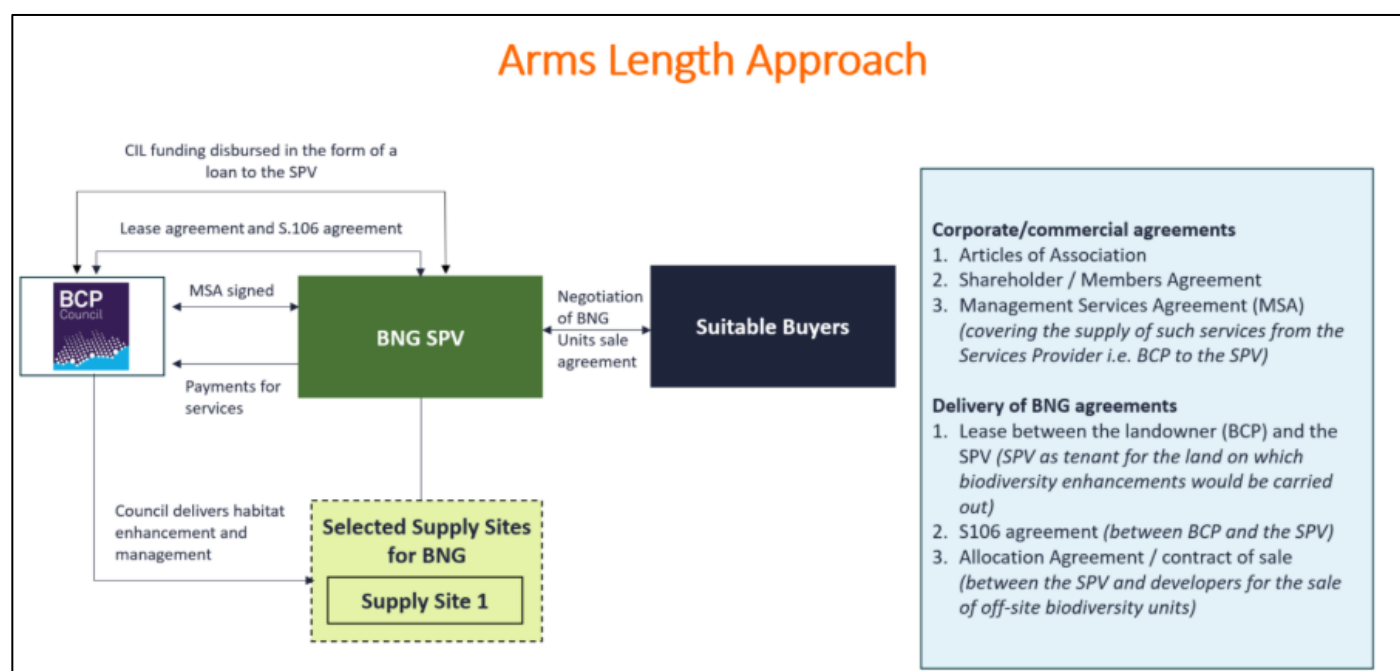 Arms Length Approach
CIL funding disbursed in the form of a
loan to the SPV
Lease agreement and S.106 agreement
BCP
Council
MSA signed
Payments for
services
BNG SPV
Negotiation
of BNG
Units sale
agreement
Suitable Buyers
Council delivers habitat
enhancement and
management
Selected Supply Sites
for BNG
Supply Site 1
Corporate/commercial agreements
1. Articles of Association
2. Shareholder / Members Agreement
3. Management Services Agreement (MSA)
(covering the supply of such services from the
Services Provider i.e. BCP to the SPV)
Delivery of BNG agreements
1. Lease between the landowner (BCP) and the
SPV (SPV as tenant for the land on which
biodiversity enhancements would be carried
out)
2. S106 agreement (between BCP and the SPV)
3. Allocation Agreement / contract of sale
(between the SPV and developers for the sale
of off-site biodiversity units)